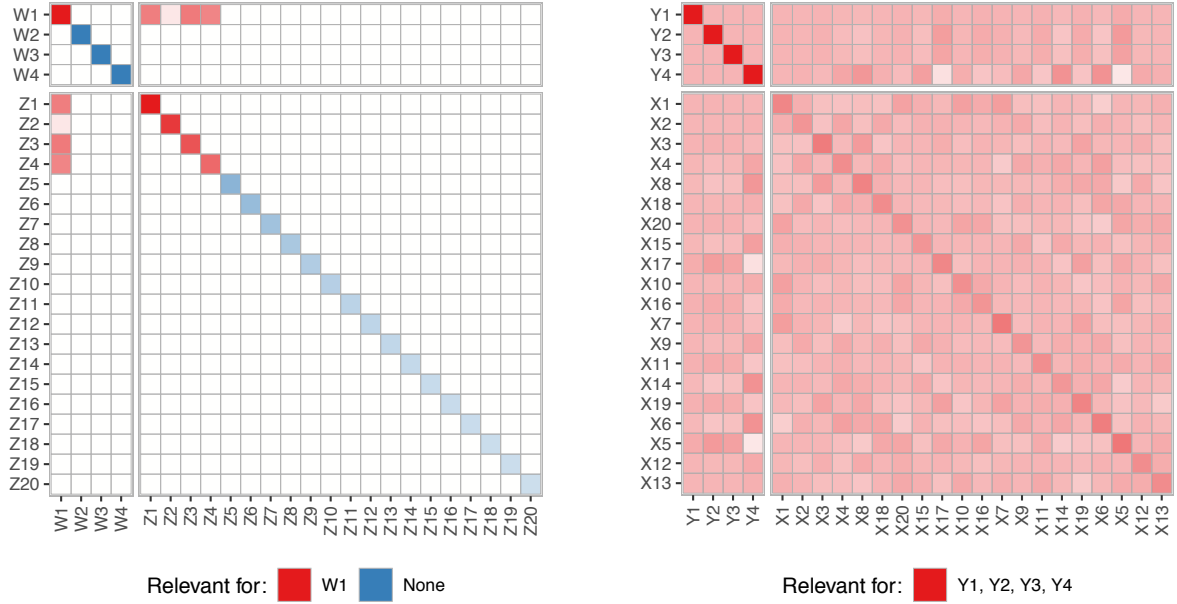 W1
W2
W3
W4
Z1
Z2
Z3
Z4
Z5
Z6
Z7
Z8
Z9
Z10
Z11
Z12
Z13
Z14
Z15
Z16
Z17
Z18
Z19
Z20
W1 W2 W3 W4 Z1 Z2 Z3 Z4 Z5 Z6 Z7 Z8 Z9 Z10 Z11 Z12 Z13 Z14 Z15 Z16 Z17 Z18 Z19 Z20
Relevant for: W1 None
Y1
Y2
Y3
Y4
X1
X2
X3
X4
X8
X18
X20
X15
X17
X10
X16
X7
X9
X11
X14
X19
X6
X5
X12
X13
Y1 Y2 Y3 Y4 X1 X2 X3 X4 X8 X18 X20 X15 X17 X10 X16 X7 X9 X11 X14 X19 X6 X5 X12 X13
Relevant for: Y1, Y2, Y3, Y4